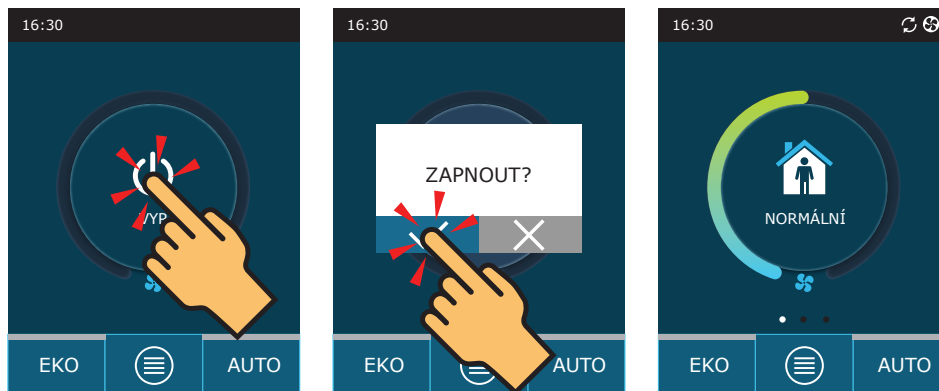 16:30
VYP
EKO
AUTO
16:30
ZAPNOUT?
EKO
AUTO
16:30
NORMÁLNÍ
EKO
AUTO